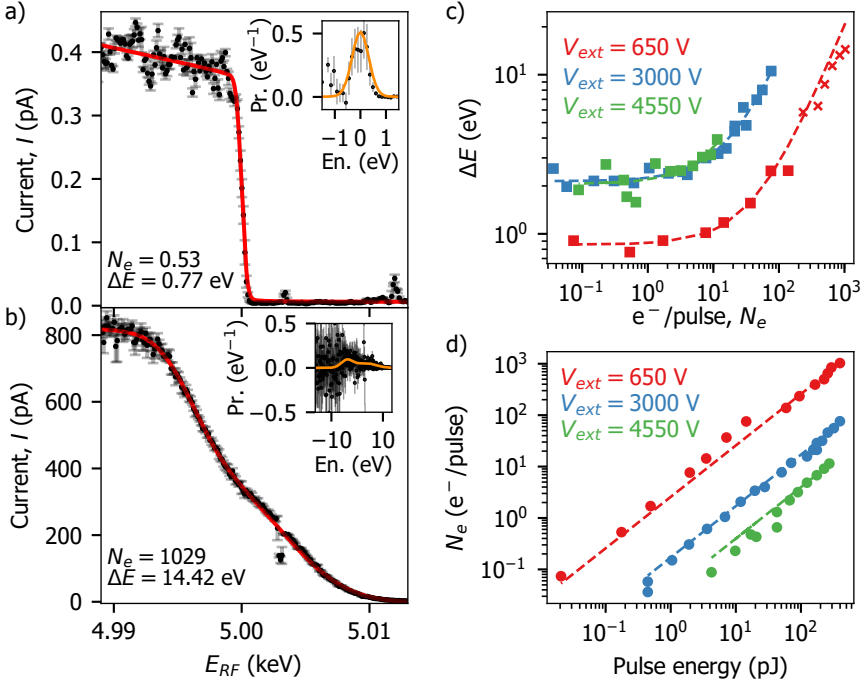 a)
Current, I (pA)
0.4
0.3
0.2
0.1
0.0
Pr. (eV⁻¹)
0.5
0.0
−1 0 1
En. (eV)
Nₑ = 0.53
ΔE = 0.77 eV
b)
Current, I (pA)
800
600
400
200
0
Pr. (eV⁻¹)
0.5
0.0
−0.5
−10 0 10
En. (eV)
Nₑ = 1029
ΔE = 14.42 eV
4.99 5.00 5.01
E_RF (keV)
c)
V_ext = 650 V
V_ext = 3000 V
V_ext = 4550 V
ΔE (eV)
10¹
10⁰
10⁻¹ 10⁰ 10¹ 10² 10³
e⁻/pulse, Nₑ
d)
V_ext = 650 V
V_ext = 3000 V
V_ext = 4550 V
Nₑ (e⁻/pulse)
10³
10²
10¹
10⁰
10⁻¹
10⁻¹ 10⁰ 10¹ 10²
Pulse energy (pJ)